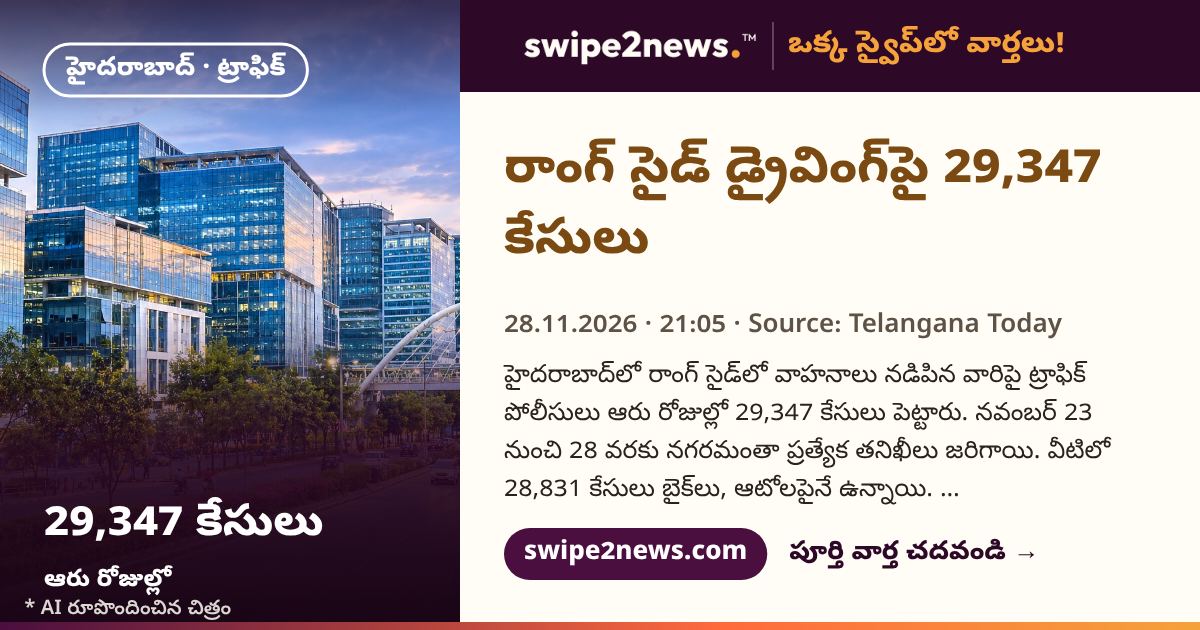 హైదరాబాద్ · ట్రాఫిక్
29,347 కేసులు
ఆరు రోజుల్లో
* AI రూపొందించిన చిత్రం
swipe2news.™
ఒక్క స్వైప్‌లో వార్తలు!
రాంగ్ సైడ్ డ్రైవింగ్‌పై 29,347
కేసులు
28.11.2026 · 21:05 · Source: Telangana Today
హైదరాబాద్‌లో రాంగ్ సైడ్‌లో వాహనాలు నడిపిన వారిపై ట్రాఫిక్
పోలీసులు ఆరు రోజుల్లో 29,347 కేసులు పెట్టారు. నవంబర్ 23
నుంచి 28 వరకు నగరమంతా ప్రత్యేక తనిఖీలు జరిగాయి. వీటిలో
28,831 కేసులు బైక్‌లు, ఆటోలపైనే ఉన్నాయి. ...
swipe2news.com
పూర్తి వార్త చదవండి →